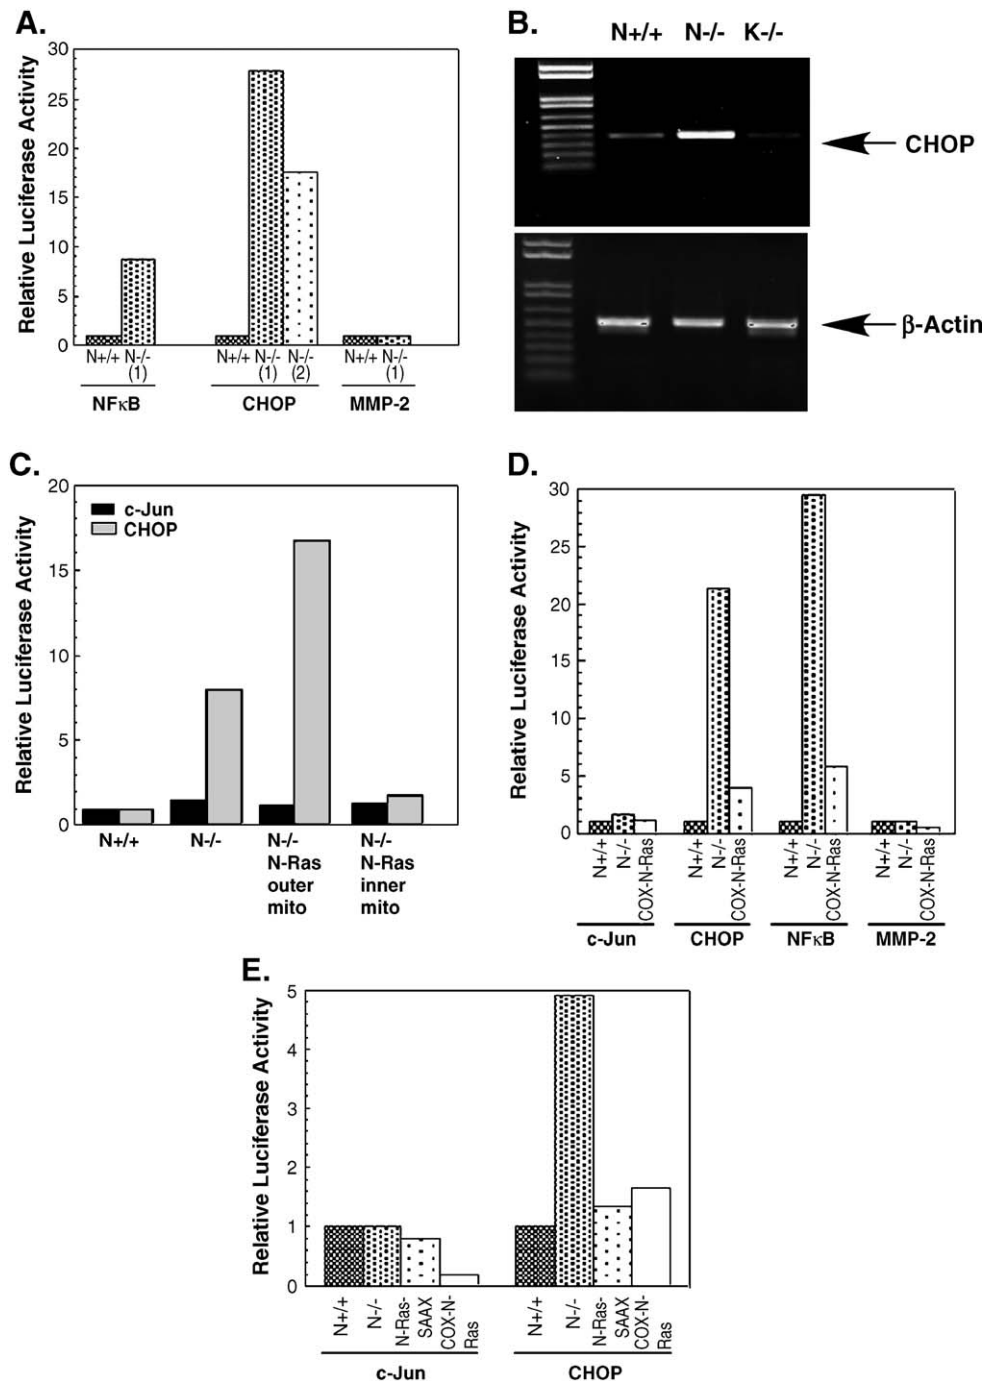 A.
Relative Luciferase Activity
30
25
20
15
10
5
0
N+/+ N-/- (1)
NFκB
N+/+ N-/- (1) N-/- (2)
CHOP
N+/+ N-/- (1)
MMP-2
B.
N+/+ N-/- K-/-
CHOP
β-Actin
C.
Relative Luciferase Activity
20
15
10
5
0
c-Jun
CHOP
N+/+
N-/-
N-/-
N-Ras
outer
mito
N-/-
N-Ras
inner
mito
D.
Relative Luciferase Activity
30
25
20
15
10
5
0
N+/+
N-/-
COX-N-Ras
c-Jun
N+/+
N-/-
COX-N-Ras
CHOP
N+/+
N-/-
COX-N-Ras
NFκB
N+/+
N-/-
COX-N-Ras
MMP-2
E.
Relative Luciferase Activity
5
4
3
2
1
0
N+/+
N-/-
N-Ras-
SAAX
COX-N-
Ras
c-Jun
N+/+
N-/-
N-Ras-
SAAX
COX-N-
Ras
CHOP